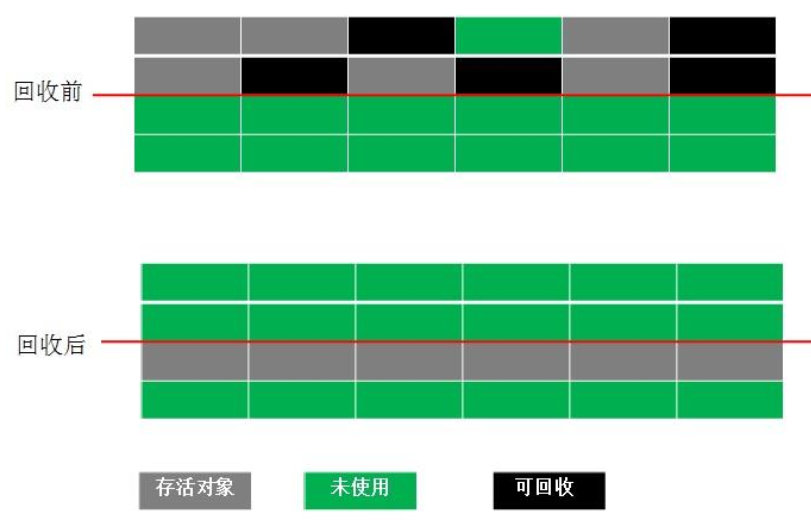 回收前
回收后
存活对象
未使用
可回收